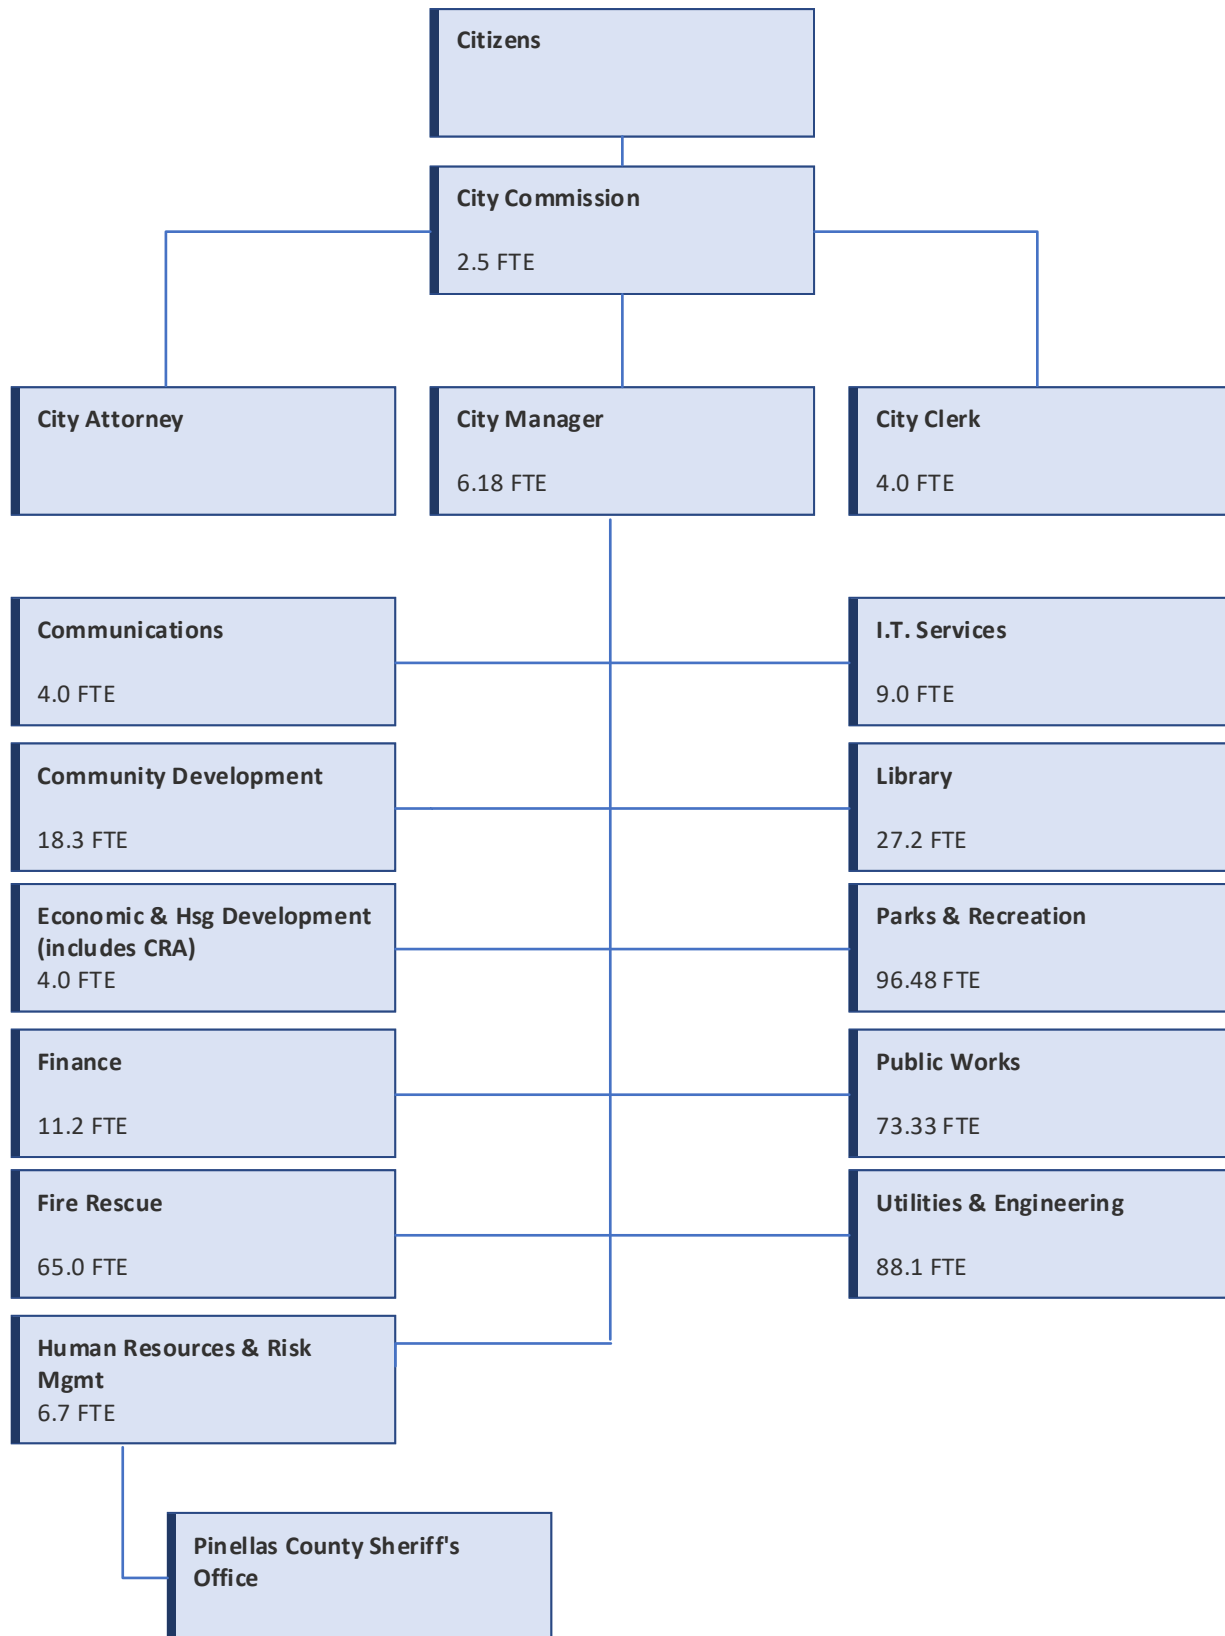 Citizens
City Commission
2.5 FTE
City Attorney
City Manager
6.18 FTE
City Clerk
4.0 FTE
Communications
4.0 FTE
I.T. Services
9.0 FTE
Community Development
18.3 FTE
Library
27.2 FTE
Economic & Hsg Development
(includes CRA)
4.0 FTE
Parks & Recreation
96.48 FTE
Finance
11.2 FTE
Public Works
73.33 FTE
Fire Rescue
65.0 FTE
Utilities & Engineering
88.1 FTE
Human Resources & Risk
Mgmt
6.7 FTE
Pinellas County Sheriff's
Office